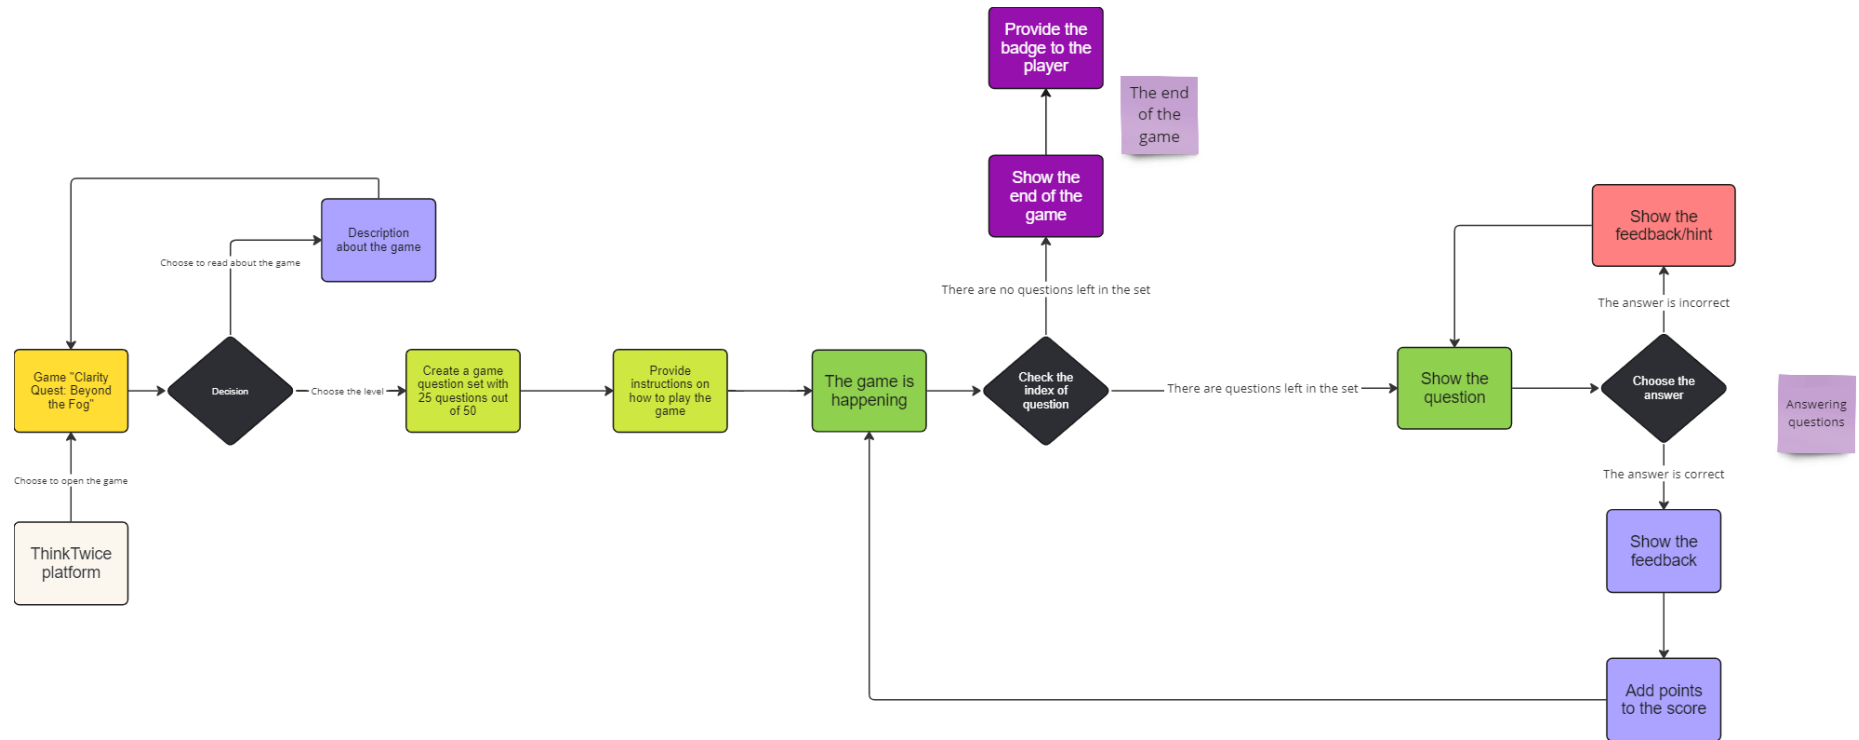 Provide the
badge to the
player
The end
of the
game
Show the
end of the
game
Description
about the game
Choose to read about the game
There are no questions left in the set
Show the
feedback/hint
The answer is incorrect
Game "Clarity
Quest: Beyond
the Fog"
Decision
Choose the level
Create a game
question set with
25 questions out
of 50
Provide
instructions on
how to play the
game
The game is
happening
Check the
index of
question
There are questions left in the set
Show the
question
Choose the
answer
Answering
questions
Choose to open the game
The answer is correct
ThinkTwice
platform
Show the
feedback
Add points
to the score